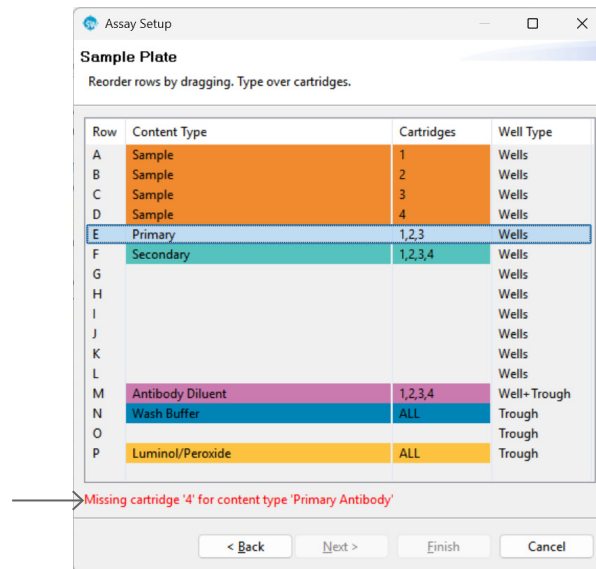 Assay Setup
Sample Plate
Reorder rows by dragging. Type over cartridges.
Row Content Type Cartridges Well Type
A Sample 1 Wells
B Sample 2 Wells
C Sample 3 Wells
D Sample 4 Wells
E Primary 1,2,3 Wells
F Secondary 1,2,3,4 Wells
G Wells
H Wells
I Wells
J Wells
K Wells
L Wells
M Antibody Diluent 1,2,3,4 Well+Trough
N Wash Buffer ALL Trough
O Trough
P Luminol/Peroxide ALL Trough
Missing cartridge '4' for content type 'Primary Antibody'
< Back Next > Finish Cancel